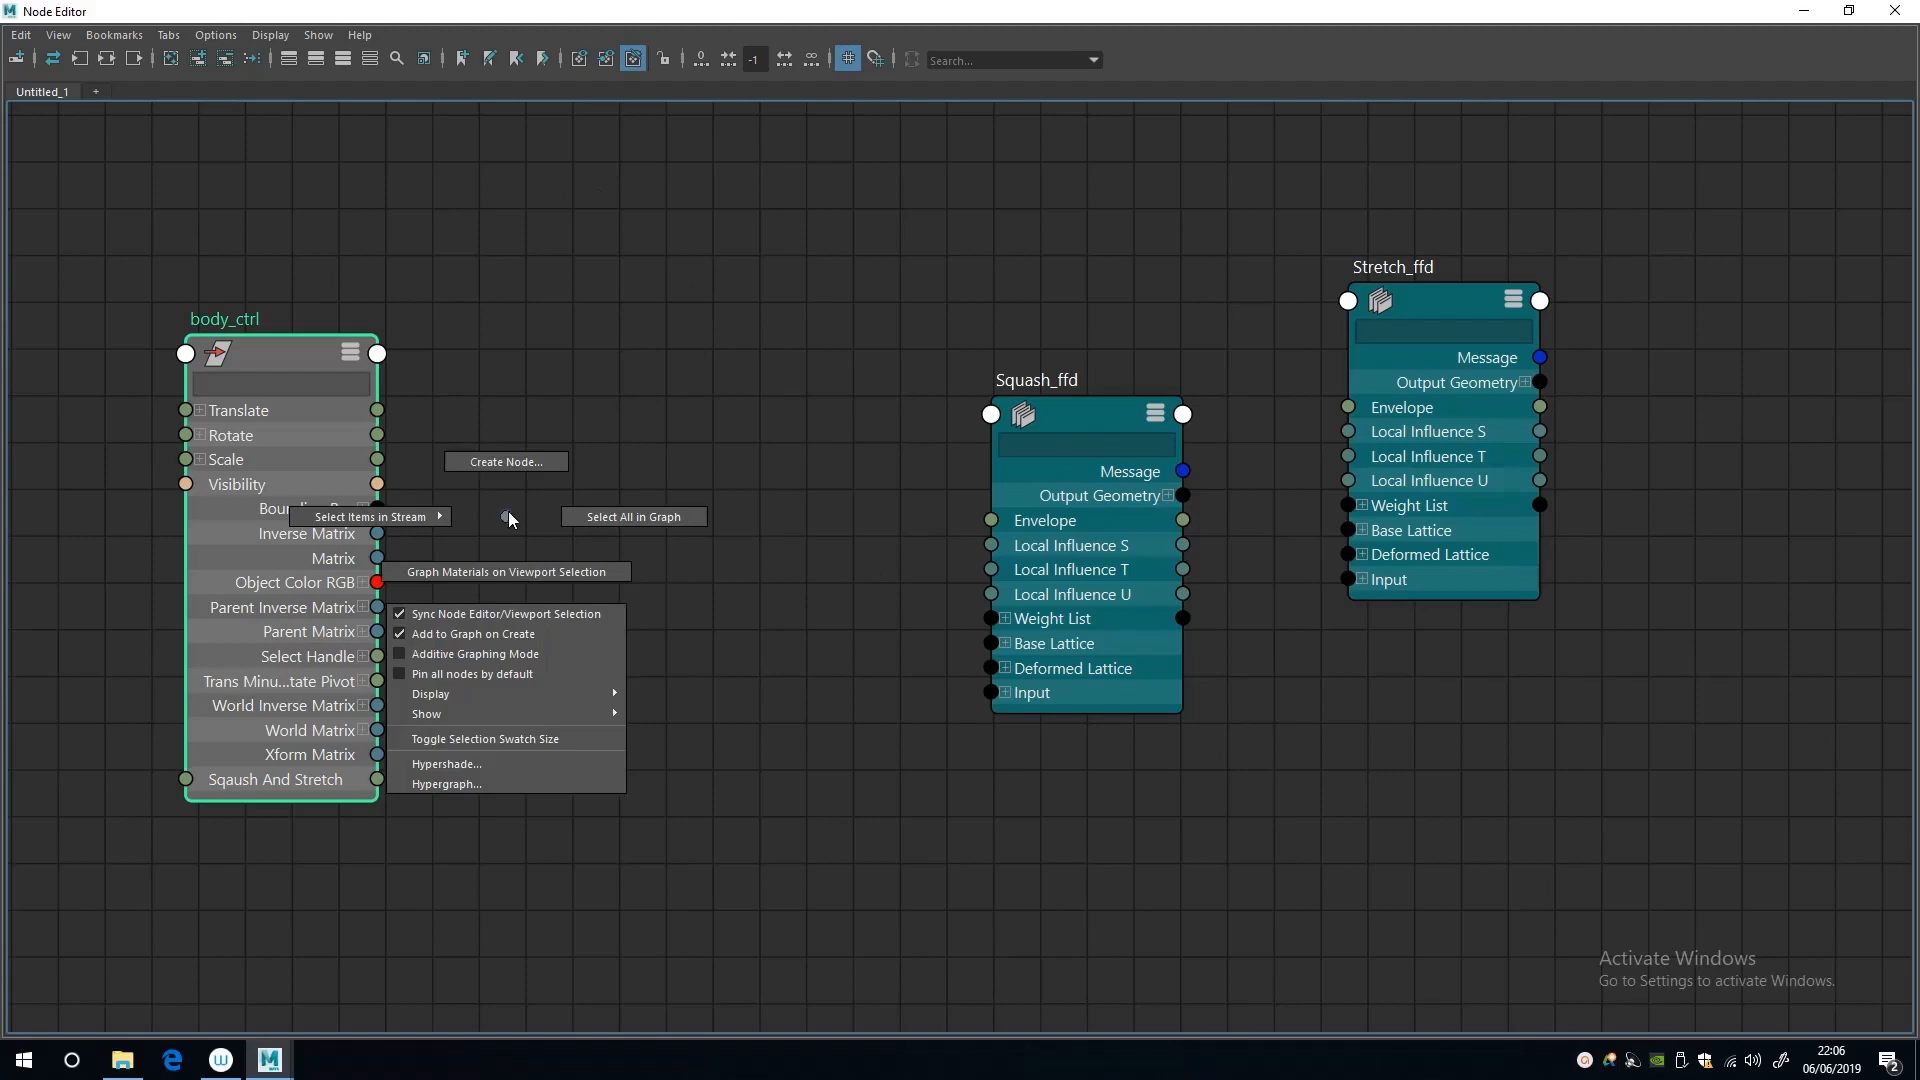 Node Editor
Edit View Bookmarks Tabs Options Display Show Help
-1
Search...
Untitled_1 +
body_ctrl
Translate
Rotate
Scale
Visibility
Inverse Matrix
Matrix
Object Color RGB
Parent Inverse Matrix
Parent Matrix
Select Handle
Trans Minu...tate Pivot
World Inverse Matrix
World Matrix
Xform Matrix
Sqaush And Stretch
Create Node...
Select Items in Stream
Select All in Graph
Graph Materials on Viewport Selection
Sync Node Editor/Viewport Selection
Add to Graph on Create
Additive Graphing Mode
Pin all nodes by default
Display
Show
Toggle Selection Swatch Size
Hypershade...
Hypergraph...
Squash_ffd
Message
Output Geometry
Envelope
Local Influence S
Local Influence T
Local Influence U
Weight List
Base Lattice
Deformed Lattice
Input
Stretch_ffd
Message
Output Geometry
Envelope
Local Influence S
Local Influence T
Local Influence U
Weight List
Base Lattice
Deformed Lattice
Input
Activate Windows
Go to Settings to activate Windows.
22:06
06/06/2019
2